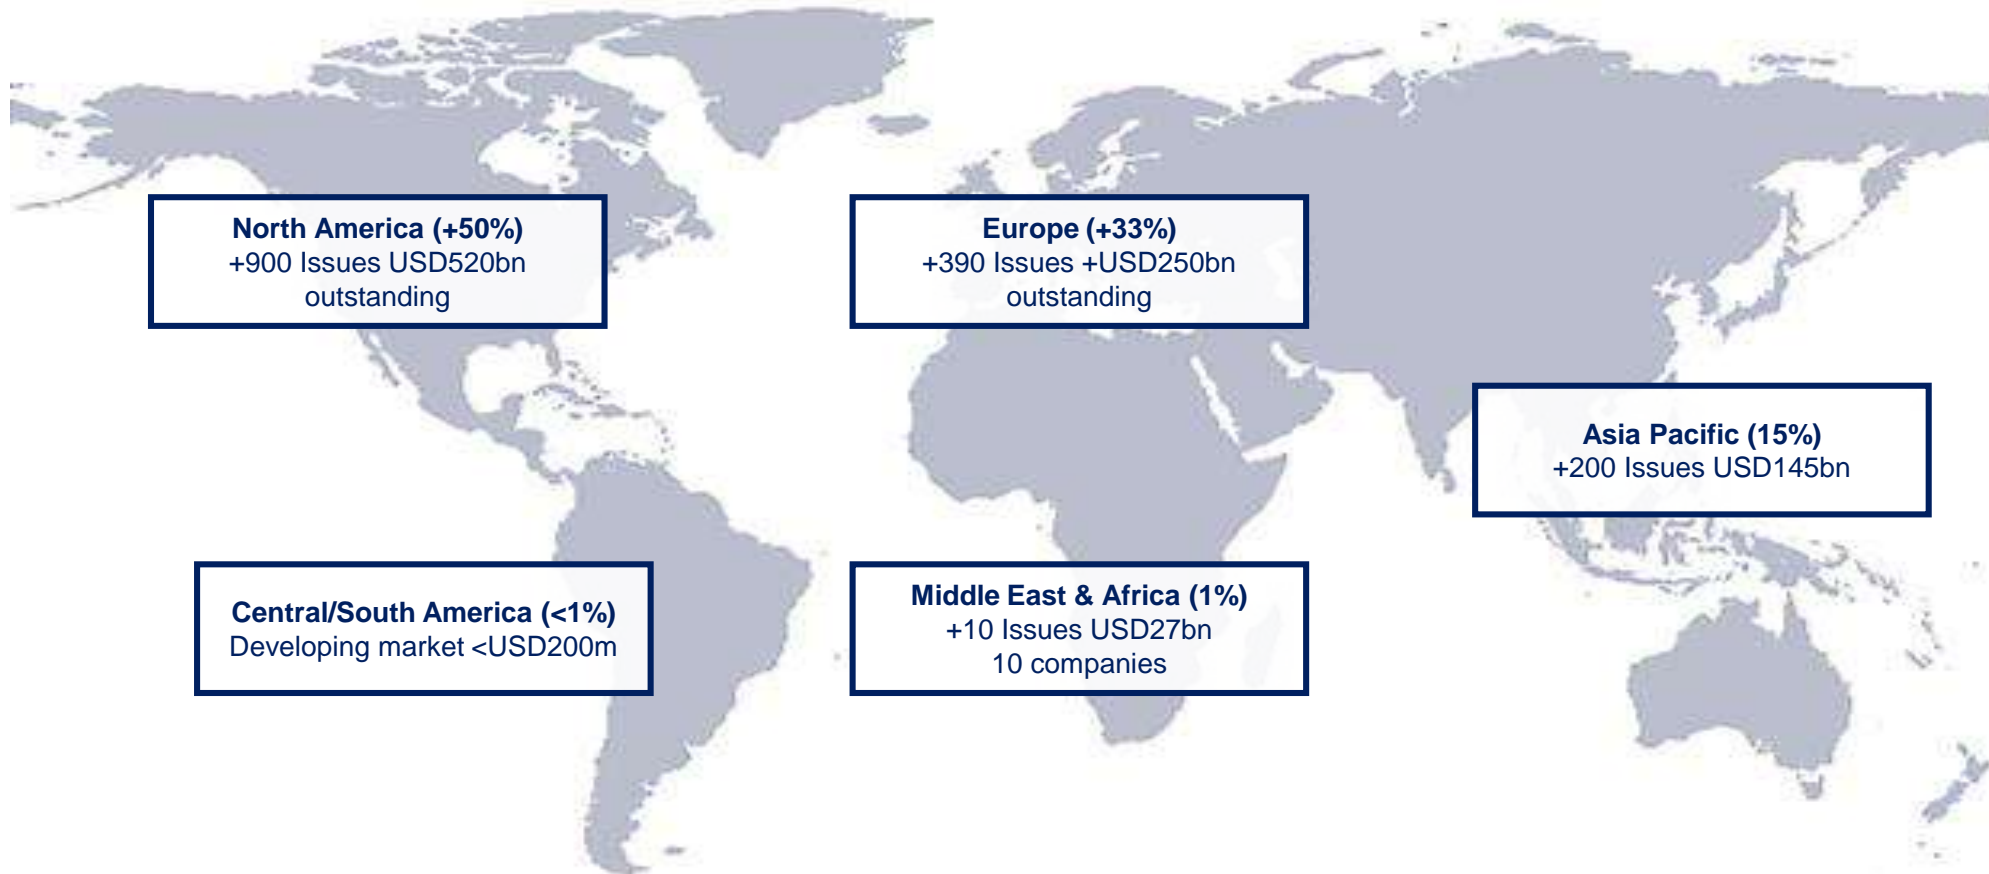 North America (+50%)
+900 Issues USD520bn
outstanding
Europe (+33%)
+390 Issues +USD250bn
outstanding
Asia Pacific (15%)
+200 Issues USD145bn
Central/South America (<1%)
Developing market <USD200m
Middle East & Africa (1%)
+10 Issues USD27bn
10 companies